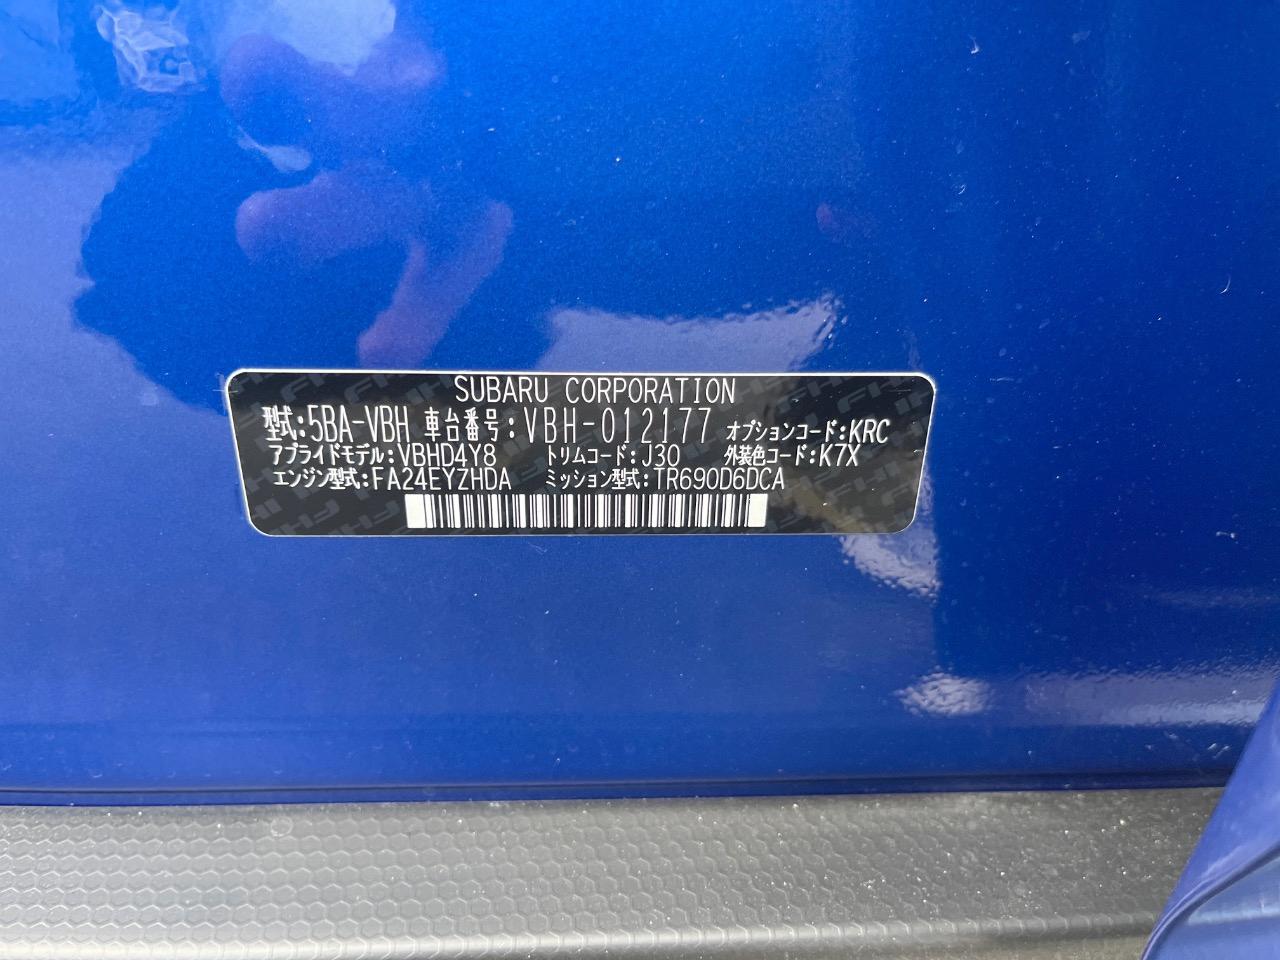 SUBARU CORPORATION
型式:5BA-VBH 車台番号:VBH-012177 オプションコード:KRC
アプライドモデル:VBHD4Y8 トリムコード:J30 外装色コード:K7X
エンジン型式:FA24EYZHDA ミッション型式:TR690D6DCA